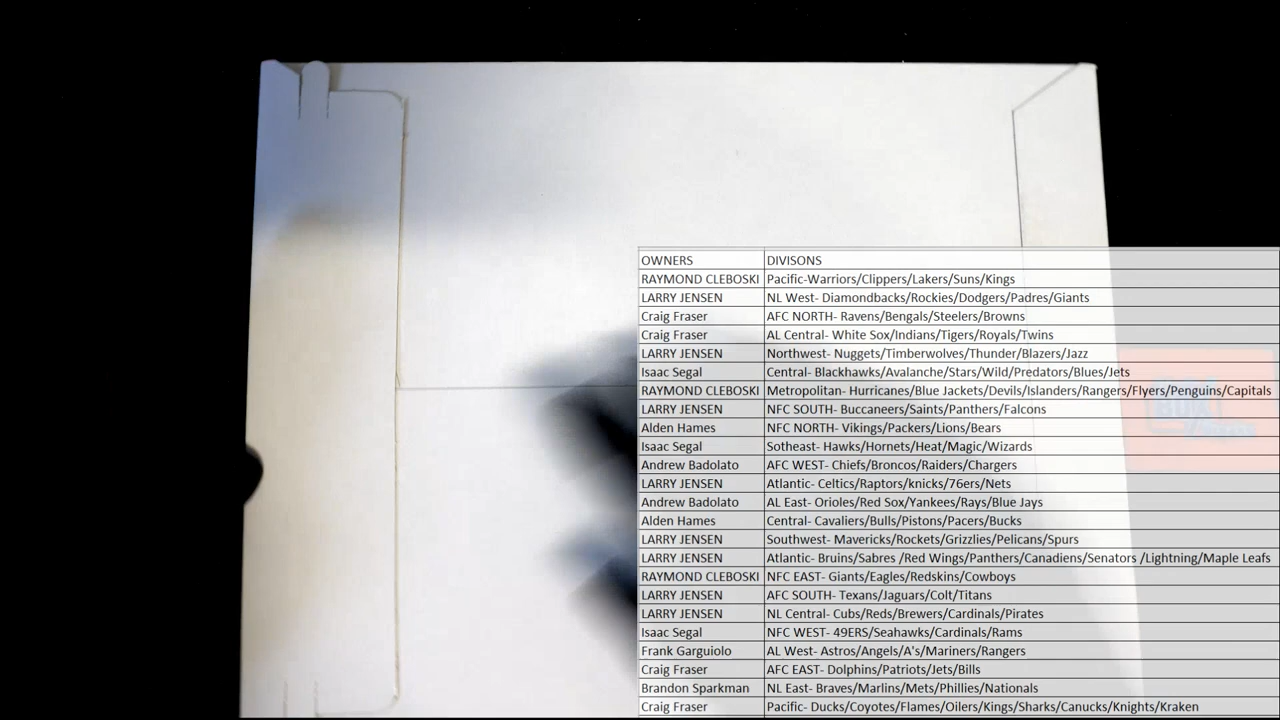 OWNERS DIVISONS
RAYMOND CLEBOSKI Pacific-Warriors/Clippers/Lakers/Suns/Kings
LARRY JENSEN NL West- Diamondbacks/Rockies/Dodgers/Padres/Giants
Craig Fraser AFC NORTH- Ravens/Bengals/Steelers/Browns
Craig Fraser AL Central- White Sox/Indians/Tigers/Royals/Twins
LARRY JENSEN Northwest- Nuggets/Timberwolves/Thunder/Blazers/Jazz
Isaac Segal Central- Blackhawks/Avalanche/Stars/Wild/Predators/Blues/Jets
RAYMOND CLEBOSKI Metropolitan- Hurricanes/Blue Jackets/Devils/Islanders/Rangers/Flyers/Penguins/Capitals
LARRY JENSEN NFC SOUTH- Buccaneers/Saints/Panthers/Falcons
Alden Hames NFC NORTH- Vikings/Packers/Lions/Bears
Isaac Segal Sotheast- Hawks/Hornets/Heat/Magic/Wizards
Andrew Badolato AFC WEST- Chiefs/Broncos/Raiders/Chargers
LARRY JENSEN Atlantic- Celtics/Raptors/knicks/76ers/Nets
Andrew Badolato AL East- Orioles/Red Sox/Yankees/Rays/Blue Jays
Alden Hames Central- Cavaliers/Bulls/Pistons/Pacers/Bucks
LARRY JENSEN Southwest- Mavericks/Rockets/Grizzlies/Pelicans/Spurs
LARRY JENSEN Atlantic- Bruins/Sabres /Red Wings/Panthers/Canadiens/Senators /Lightning/Maple Leafs
RAYMOND CLEBOSKI NFC EAST- Giants/Eagles/Redskins/Cowboys
LARRY JENSEN AFC SOUTH- Texans/Jaguars/Colt/Titans
LARRY JENSEN NL Central- Cubs/Reds/Brewers/Cardinals/Pirates
Isaac Segal NFC WEST- 49ERS/Seahawks/Cardinals/Rams
Frank Garguiolo AL West- Astros/Angels/A's/Mariners/Rangers
Craig Fraser AFC EAST- Dolphins/Patriots/Jets/Bills
Brandon Sparkman NL East- Braves/Marlins/Mets/Phillies/Nationals
Craig Fraser Pacific- Ducks/Coyotes/Flames/Oilers/Kings/Sharks/Canucks/Knights/Kraken